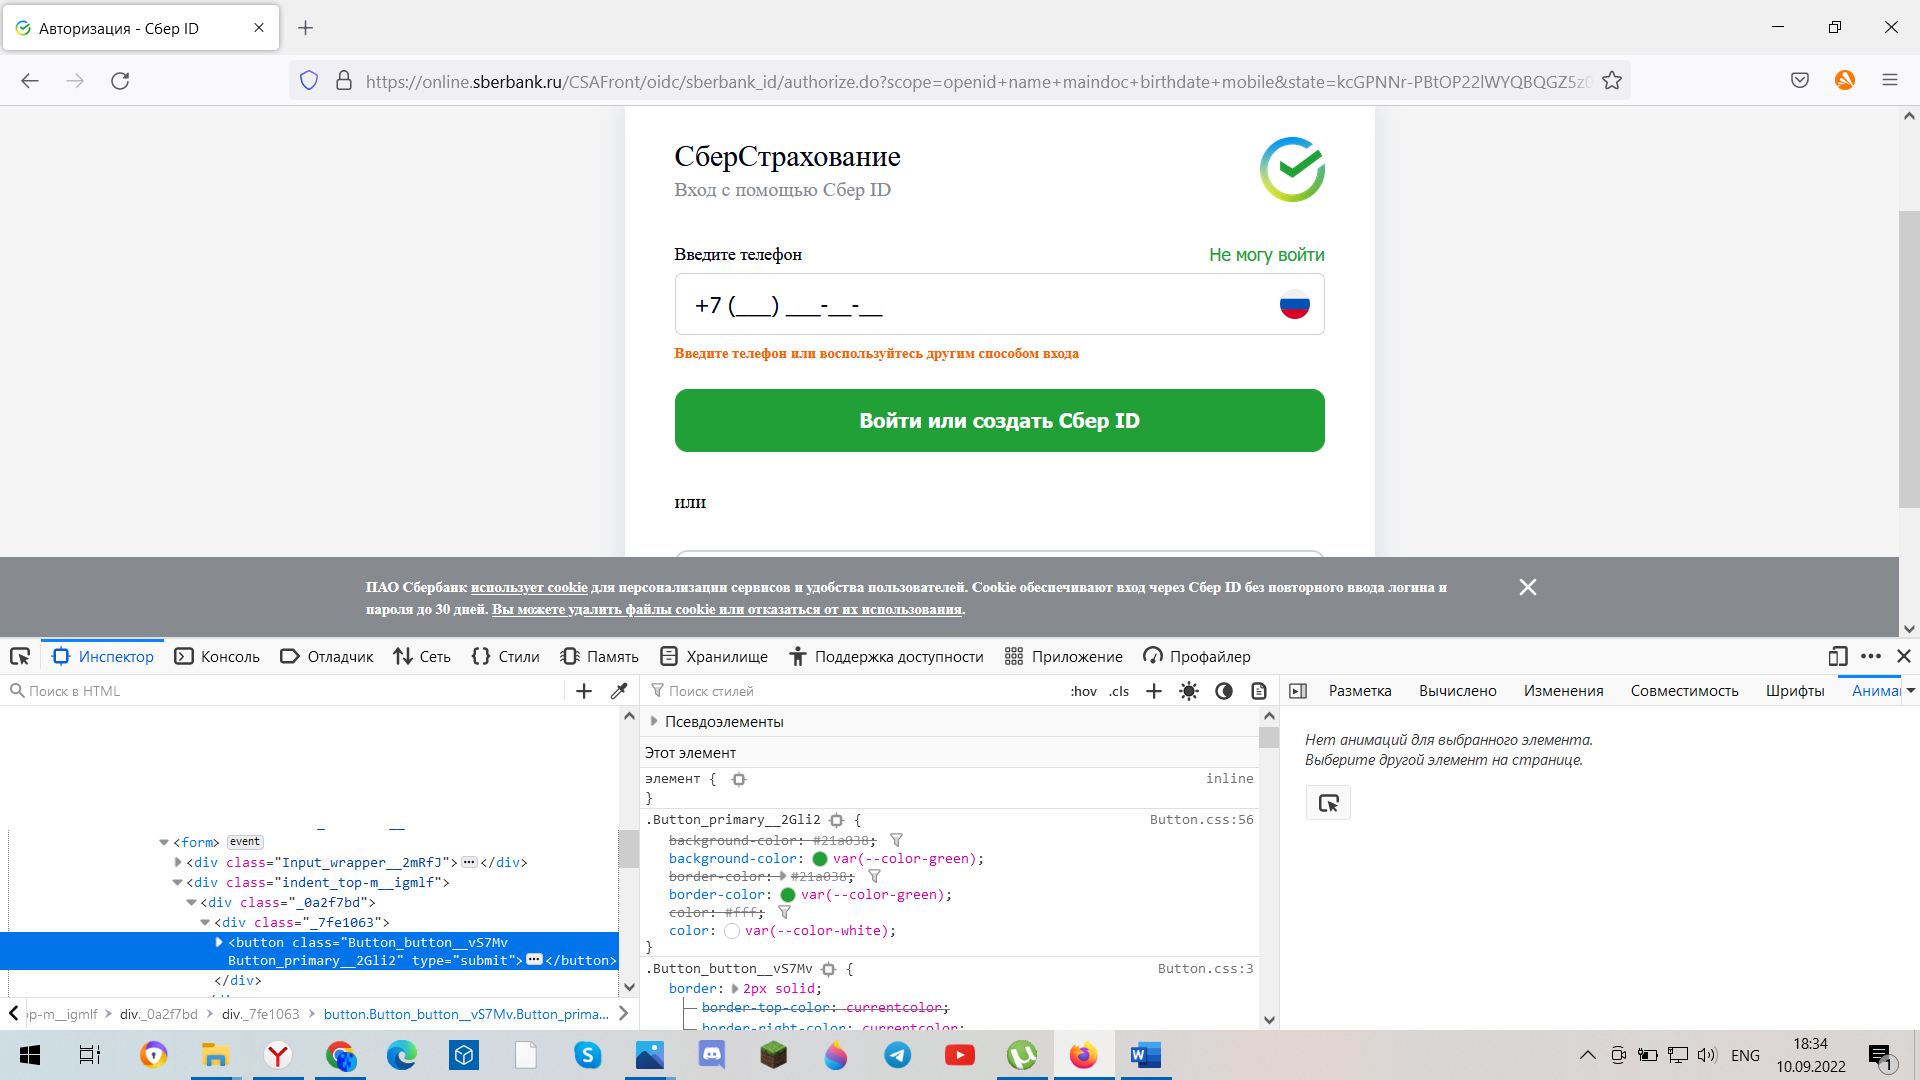 Авторизация - Сбер ID
https://online.sberbank.ru/CSAFront/oidc/sberbank_id/authorize.do?scope=openid+name+maindoc+birthdate+mobile&state=kcGPNNr-PBtOP22lWYQBQGZ5z
СберСтрахование
Вход с помощью Сбер ID
Введите телефон
Не могу войти
+7 (___) ___-__-__
Введите телефон или воспользуйтесь другим способом входа
Войти или создать Сбер ID
или
ПАО Сбербанк использует cookie для персонализации сервисов и удобства пользователей. Cookie обеспечивают вход через Сбер ID без повторного ввода логина и
пароля до 30 дней. Вы можете удалить файлы cookie или отказаться от их использования.
Инспектор Консоль Отладчик Сеть Стили Память Хранилище Поддержка доступности Приложение Профайлер
Поиск в HTML
Поиск стилей
:hov .cls
Разметка Вычислено Изменения Совместимость Шрифты Анима
<form> event
<div class="Input_wrapper__2mRfJ"></div>
<div class="indent_top-m__igmlf">
<div class="_0a2f7bd">
<div class="_7fe1063">
<button class="Button_button__vS7Mv
Button_primary__2Gli2" type="submit"></button>
</div>
op-m__igmlf div._0a2f7bd div._7fe1063 button.Button_button__vS7Mv.Button_prima...
Псевдоэлементы
Этот элемент
элемент { inline
}
.Button_primary__2Gli2 { Button.css:56
background-color: #21a038;
background-color: var(--color-green);
border-color: #21a038;
border-color: var(--color-green);
color: #fff;
color: var(--color-white);
}
.Button_button__vS7Mv { Button.css:3
border: 2px solid;
border-top-color: currentcolor;
border-right-color: currentcolor;
Нет анимаций для выбранного элемента.
Выберите другой элемент на странице.
ENG
18:34
10.09.2022
1